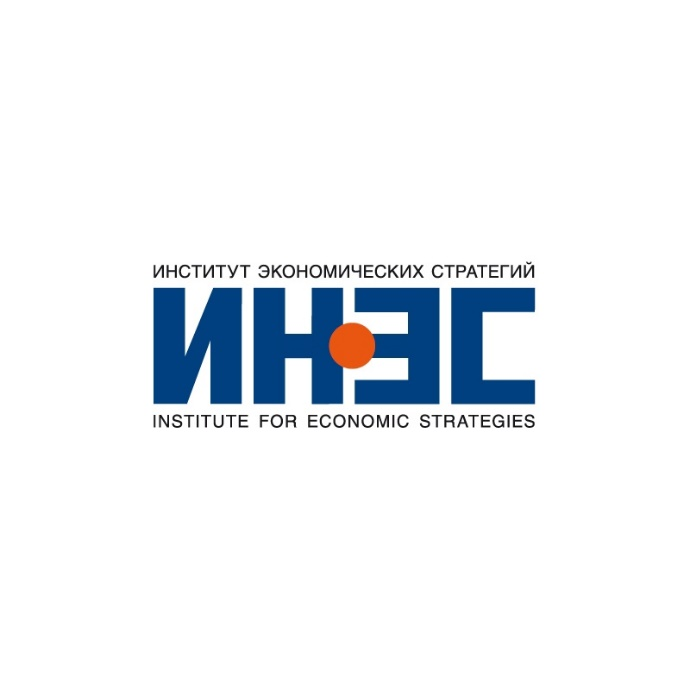 ИНСТИТУТ ЭКОНОМИЧЕСКИХ СТРАТЕГИЙ
ИНЭС
INSTITUTE FOR ECONOMIC STRATEGIES